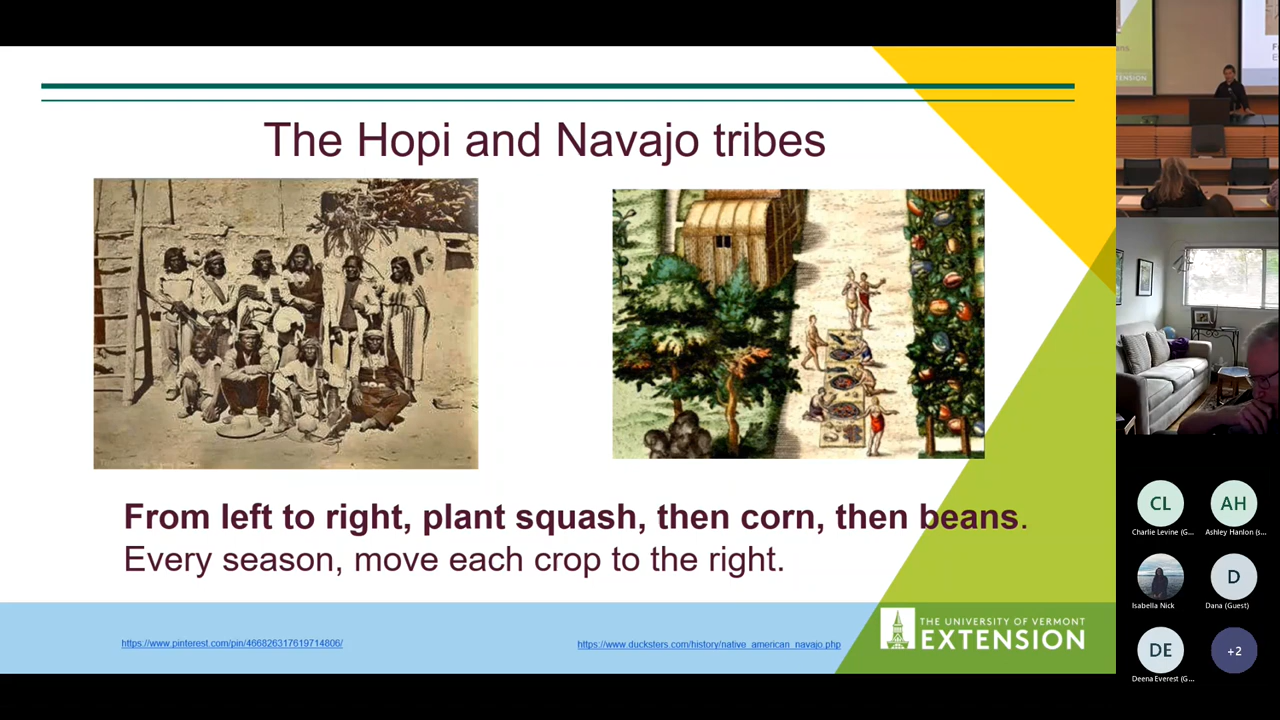 The Hopi and Navajo tribes
From left to right, plant squash, then corn, then beans.
Every season, move each crop to the right.
https://www.pinterest.com/pin/466826317619714806/
https://www.ducksters.com/history/native_american_navajo.php
THE UNIVERSITY OF VERMONT
EXTENSION
TENSION
CL
AH
Charlie Levine (G...
Ashley Hanlon (s...
D
Isabella Nick
Dana (Guest)
DE
+2
Deena Everest (G...